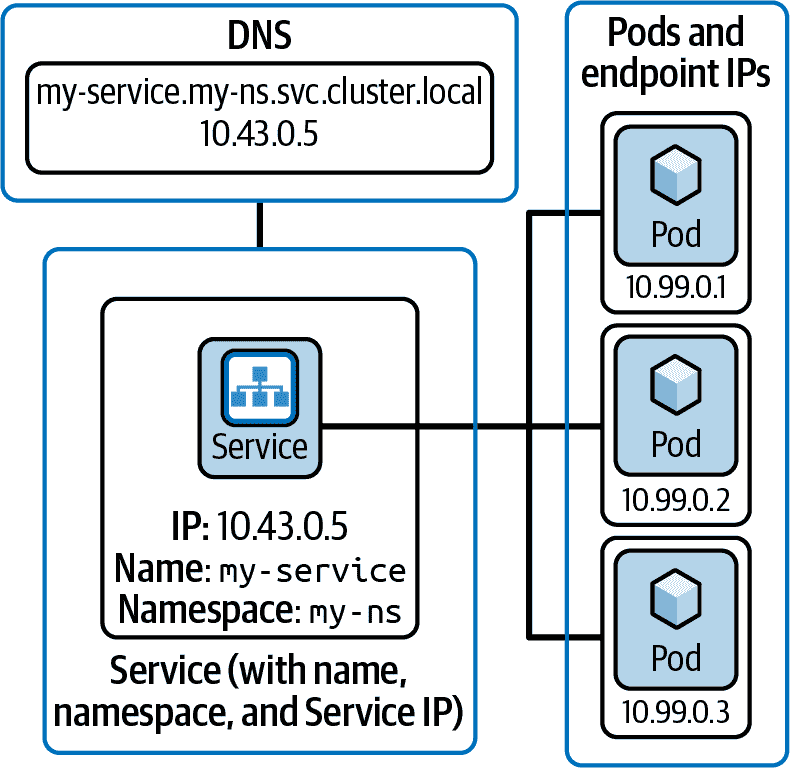 DNS
my-service.my-ns.svc.cluster.local
10.43.0.5
Service
IP: 10.43.0.5
Name: my-service
Namespace: my-ns
Service (with name,
namespace, and Service IP)
Pods and
endpoint IPs
Pod
10.99.0.1
Pod
10.99.0.2
Pod
10.99.0.3